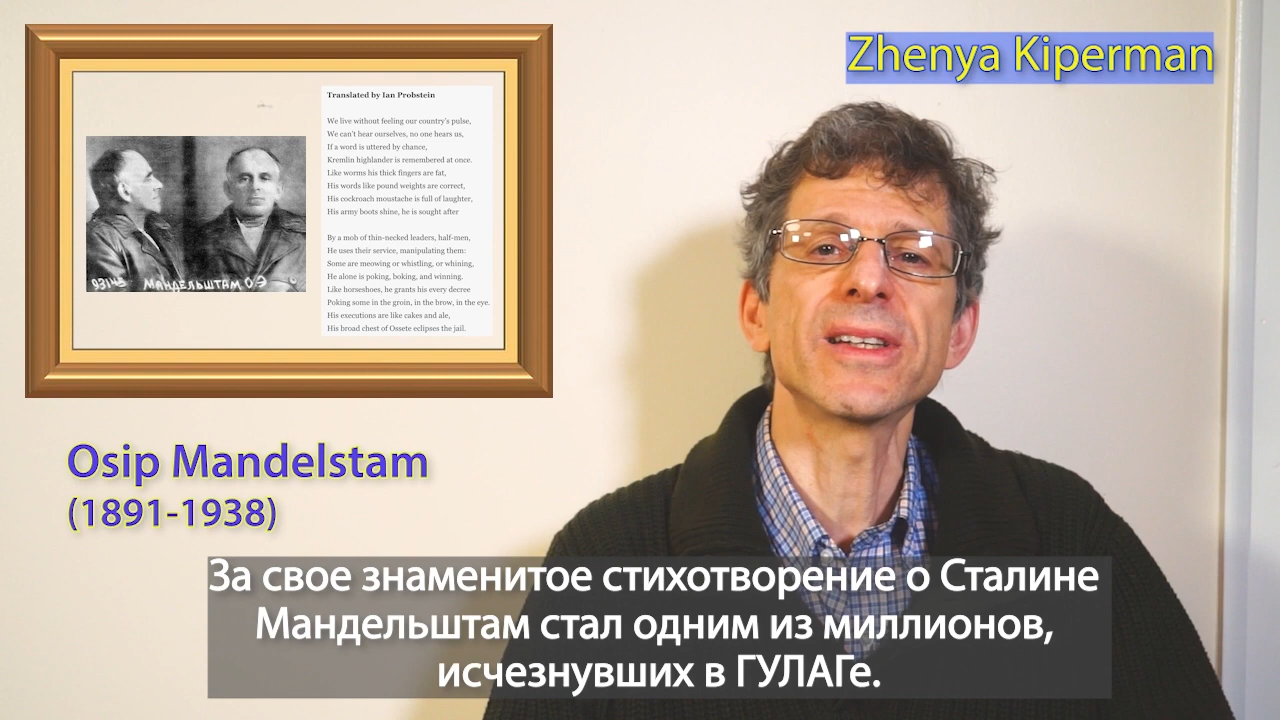 Zhenya Kiperman
Translated by Ian Probstein
We live without feeling our country's pulse,
We can't hear ourselves, no one hears us,
If a word is uttered by chance,
Kremlin highlander is remembered at once.
Like worms his thick fingers are fat,
His words like pound weights are correct,
His cockroach moustache is full of laughter,
His army boots shine, he is sought after
By a mob of thin-necked leaders, half-men,
He uses their service, manipulating them:
Some are meowing or whistling, or whining,
He alone is poking, boking, and winning.
Like horseshoes, he grants his every decree
Poking some in the groin, in the brow, in the eye.
His executions are like cakes and ale,
His broad chest of Ossete eclipses the jail.
93145 МАНДЕЛЬШТАМ О.Э
Osip Mandelstam
(1891-1938)
За свое знаменитое стихотворение о Сталине
Мандельштам стал одним из миллионов,
исчезнувших в ГУЛАГе.